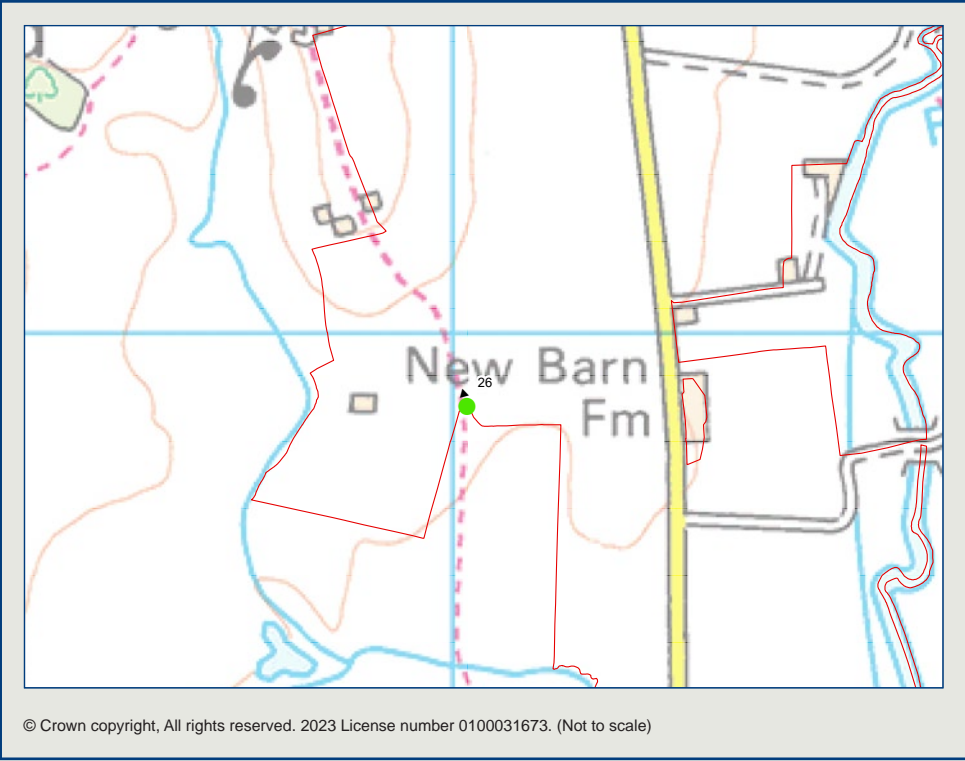 26
New Barn
Fm
© Crown copyright, All rights reserved. 2023 License number 0100031673. (Not to scale)